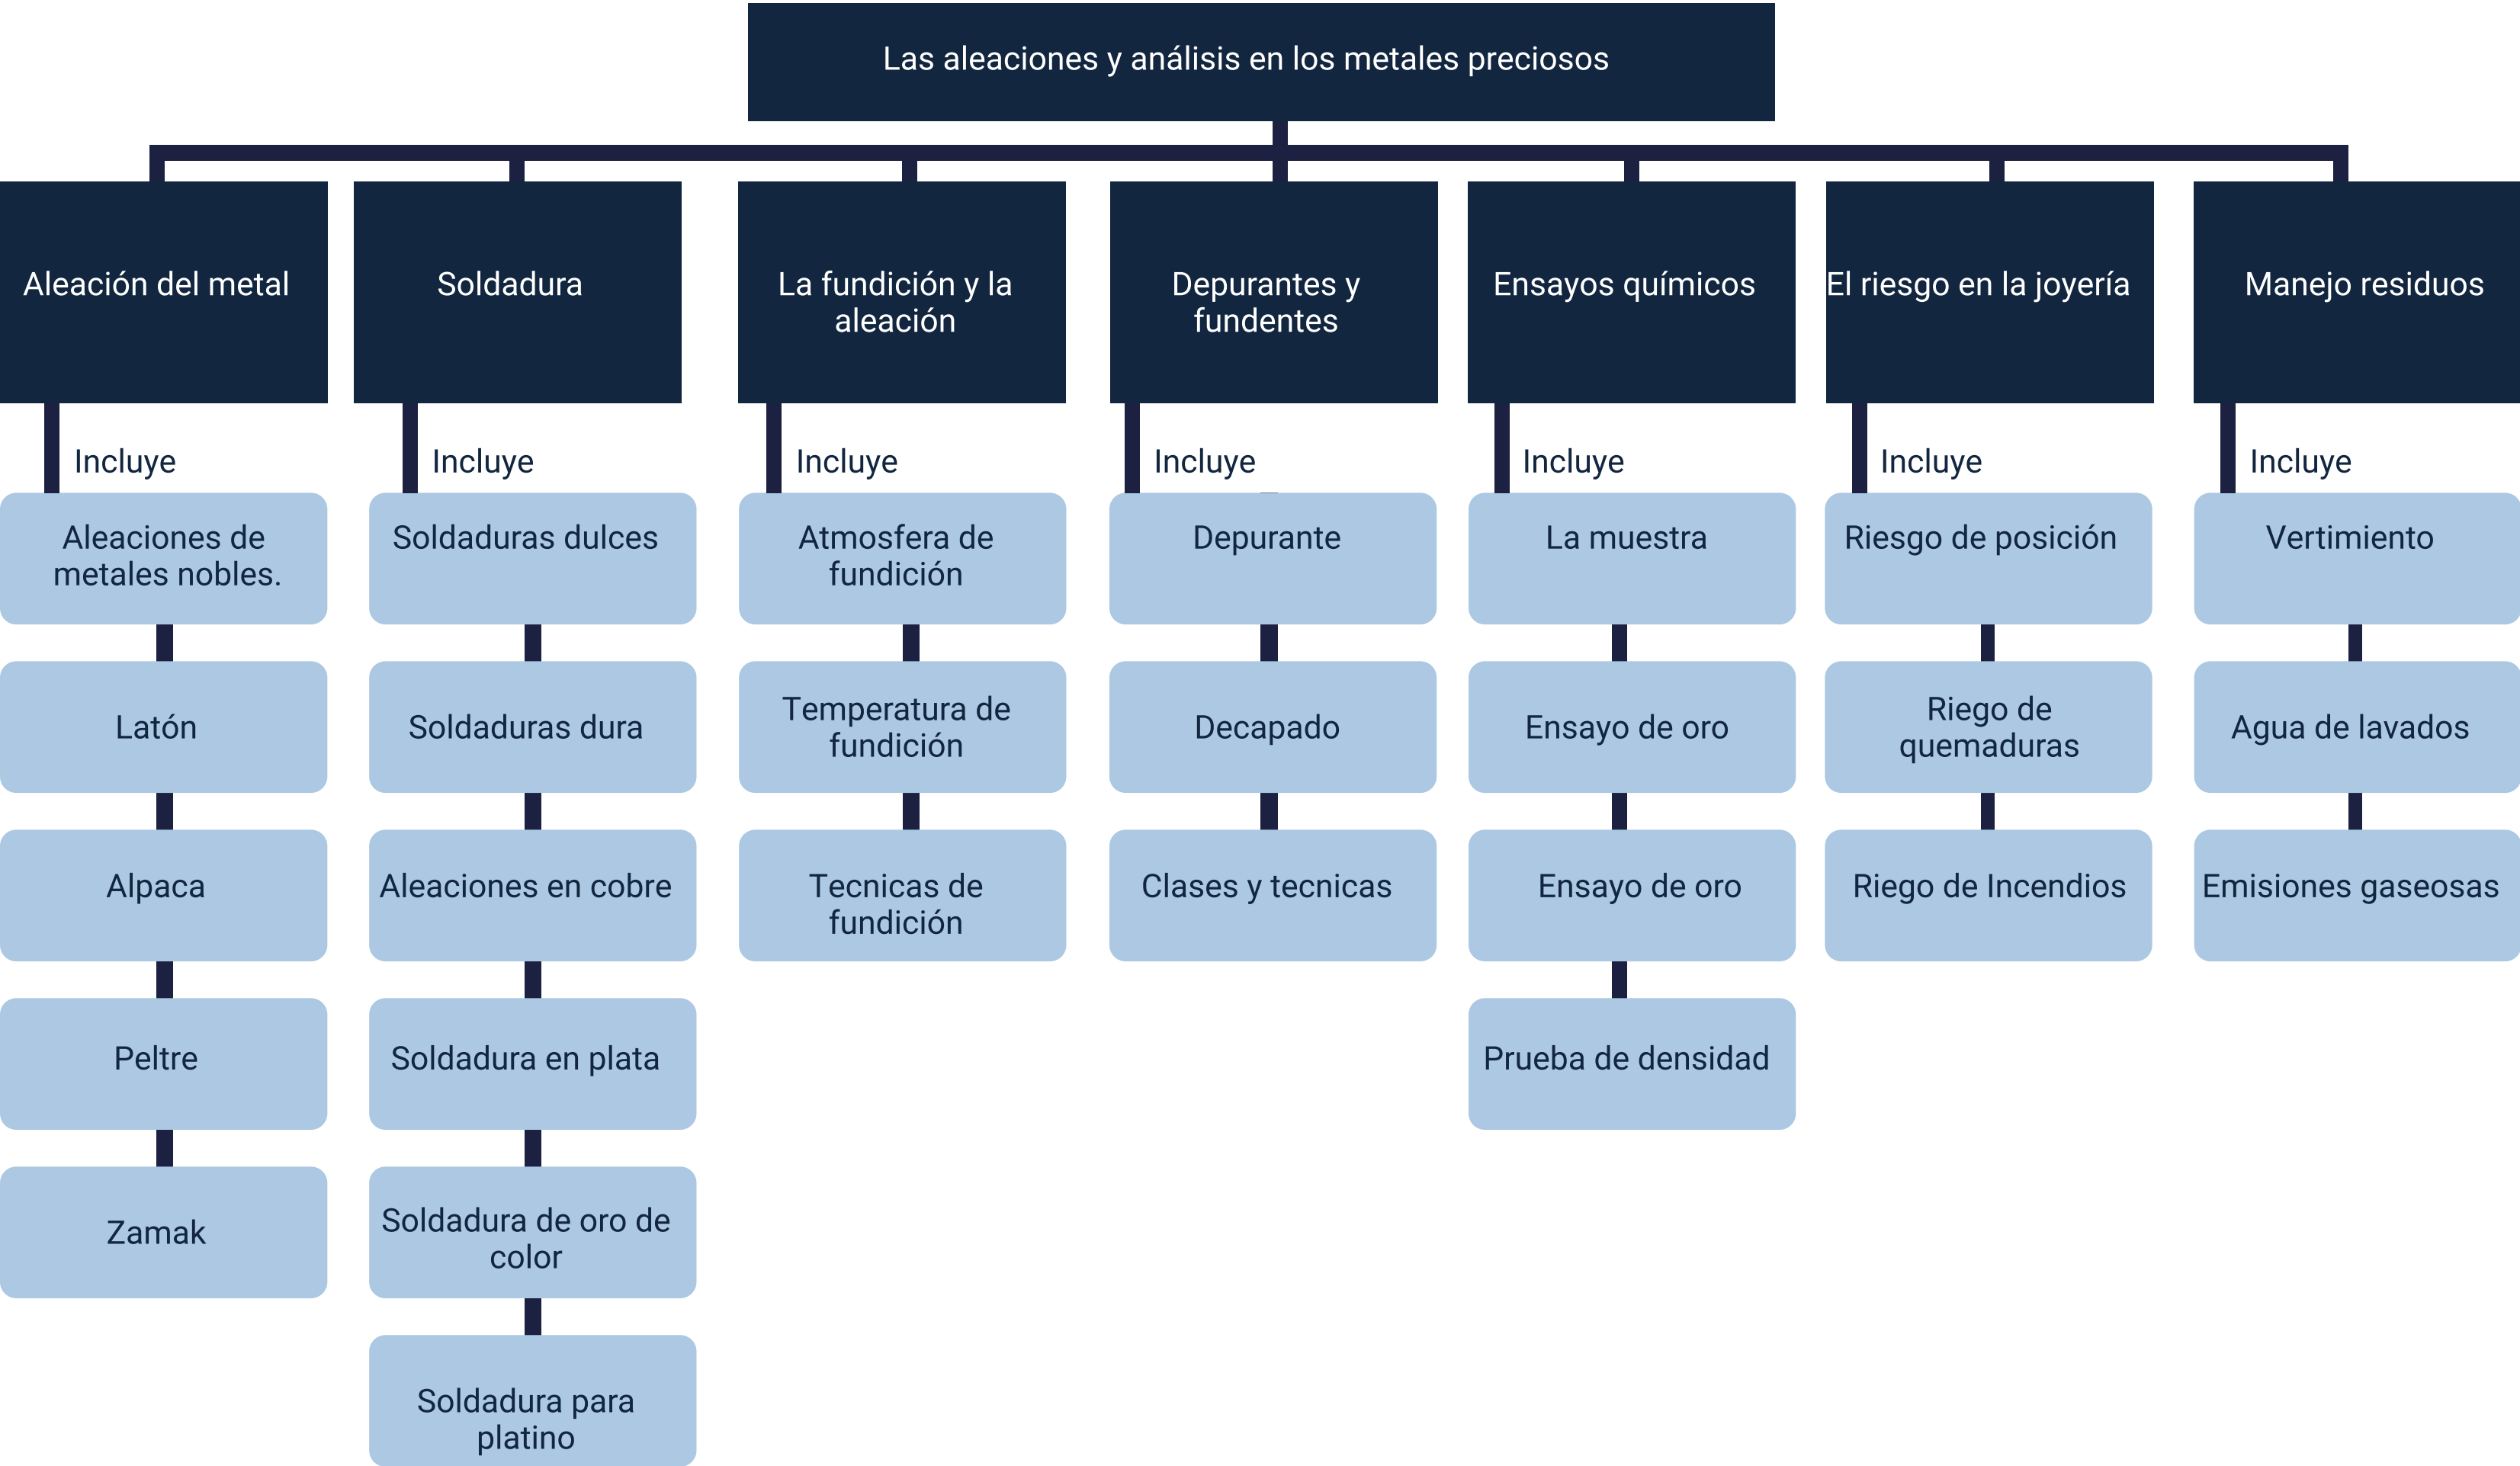 Las aleaciones y análisis en los metales preciosos
Aleación del metal
Incluye
Aleaciones de
metales nobles.
Latón
Alpaca
Peltre
Zamak
Soldadura
Incluye
Soldaduras dulces
Soldaduras dura
Aleaciones en cobre
Soldadura en plata
Soldadura de oro de
color
Soldadura para
platino
La fundición y la
aleación
Incluye
Atmosfera de
fundición
Temperatura de
fundición
Tecnicas de
fundición
Depurantes y
fundentes
Incluye
Depurante
Decapado
Clases y tecnicas
Ensayos químicos
Incluye
La muestra
Ensayo de oro
Ensayo de oro
Prueba de densidad
El riesgo en la joyería
Incluye
Riesgo de posición
Riego de
quemaduras
Riego de Incendios
Manejo residuos
Incluye
Vertimiento
Agua de lavados
Emisiones gaseosas